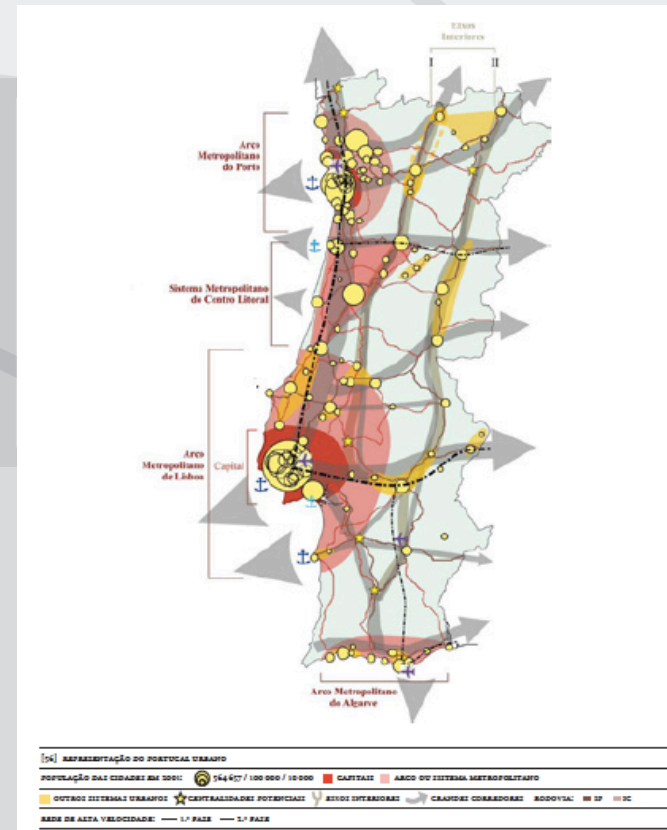 Eixos
Interiores
I II
Arco
Metropolitano
do Porto
Sistema Metropolitano
do Centro Litoral
Arco
Metropolitano
de Lisboa
Capital
Arco Metropolitano
do Algarve
[56] REPRESENTAÇÃO DO PORTUGAL URBANO
POPULAÇÃO DAS CIDADES EM 2001: 564 657 / 100 000 / 10 000 CAPITAIS ARCO OU SISTEMA METROPOLITANO
OUTROS SISTEMAS URBANOS CENTRALIDADES POTENCIAIS EIXOS INTERIORES GRANDES CORREDORES RODOVIA: IP IC
REDE DE ALTA VELOCIDADE: 1.ª FASE 2.ª FASE